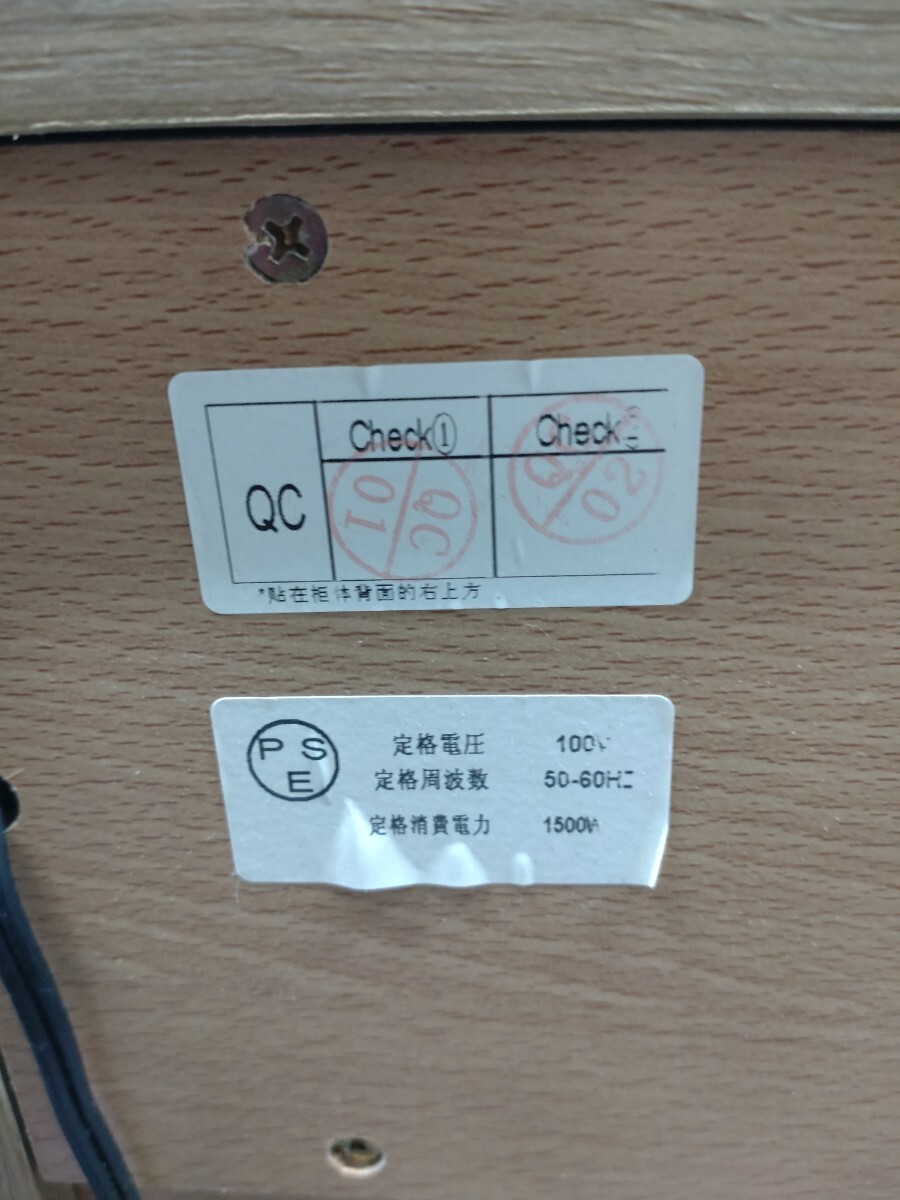 Check①
Check
QC
QC
01
QC
02
*贴在柜体背面的右上方
P S
E
定格電圧 100V
定格周波数 50-60HZ
定格消費電力 1500W